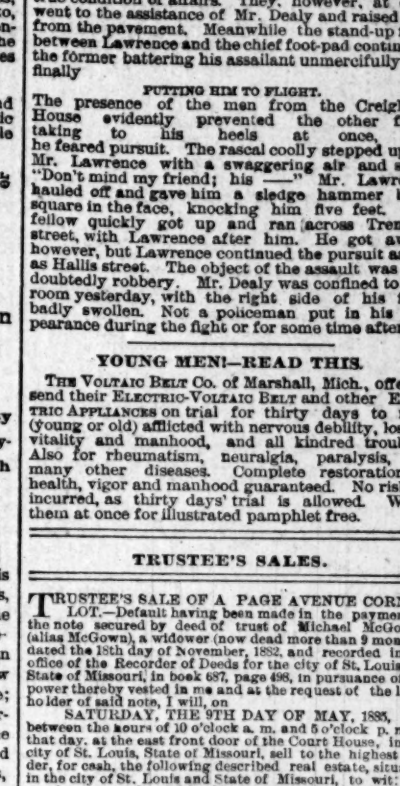 went to the assistance of Mr. Dealy and raised
from the pavement. Meanwhile the stand-up
between Lawrence and the chief foot-pad contin
the former battering his assailant unmercifully
finally
PUTTING HIM TO FLIGHT.
The presence of the men from the Creigh
House evidently prevented the other f
taking to his heels at once,
he feared pursuit. The rascal coolly stepped up
Mr. Lawrence with a swaggering air and s
"Don't mind my friend; his ——" Mr. Lawre
hauled off and gave him a sledge hammer b
square in the face, knocking him five feet.
fellow quickly got up and ran across Trem
street, with Lawrence after him. He got aw
however, but Lawrence continued the pursuit as
as Hallis street. The object of the assault was
doubtedly robbery. Mr. Dealy was confined to
room yesterday, with the right side of his f
badly swollen. Not a policeman put in his
pearance during the fight or for some time after
YOUNG MEN!—READ THIS.
THE VOLTAIC BELT CO. of Marshall, Mich., offe
send their ELECTRIC-VOLTAIC BELT and other E
TRIC APPLIANCES on trial for thirty days to
(young or old) afflicted with nervous debility, los
vitality and manhood, and all kindred troub
Also for rheumatism, neuralgia, paralysis,
many other diseases. Complete restoration
health, vigor and manhood guaranteed. No ris
incurred, as thirty days' trial is allowed. W
them at once for illustrated pamphlet free.
TRUSTEE'S SALES.
TRUSTEE'S SALE OF A PAGE AVENUE CORN
LOT.—Default having been made in the paymen
the note secured by deed of trust of Michael McGo
(alias McGown), a widower (now dead more than 9 mon
dated the 18th day of November, 1882, and recorded in
office of the Recorder of Deeds for the city of St. Louis
State of Missouri, in book 687, page 498, in pursuance o
power thereby vested in me and at the request of the l
holder of said note, I will, on
SATURDAY, THE 9TH DAY OF MAY, 1885,
between the hours of 10 o'clock a. m. and 5 o'clock p. m
that day, at the east front door of the Court House, in
city of St. Louis, State of Missouri, sell to the highest
der, for cash, the following described real estate, situ
in the city of St. Louis and State of Missouri, to wit: